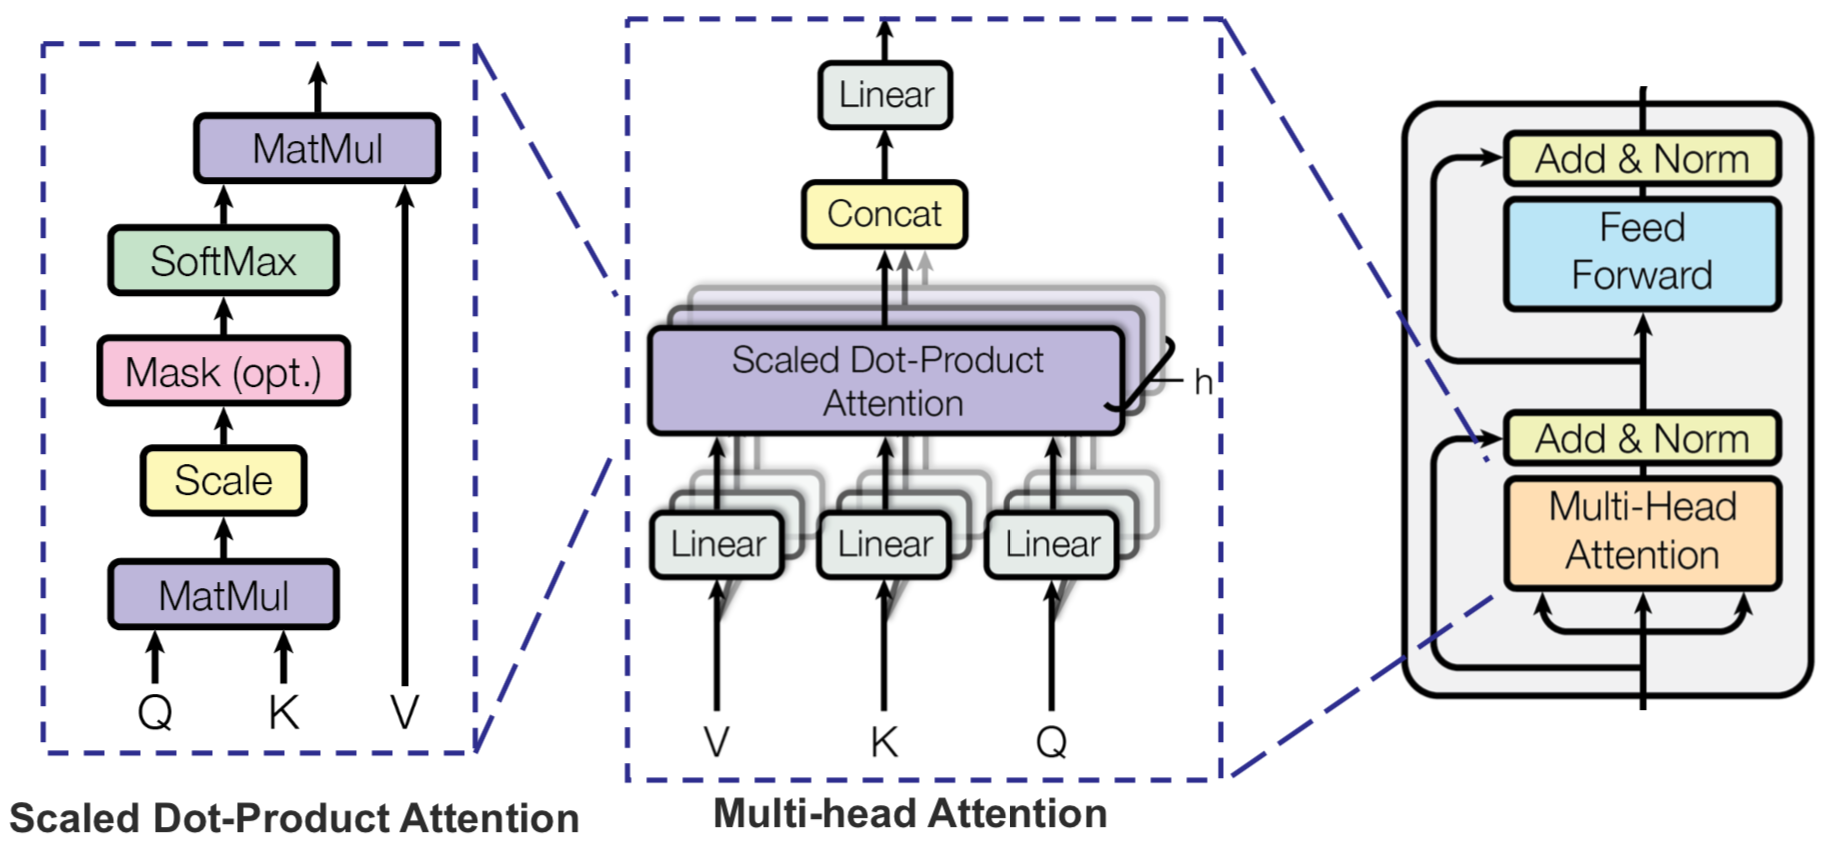 MatMul
SoftMax
Mask (opt.)
Scale
MatMul
Q K V
Scaled Dot-Product Attention
Linear
Concat
Scaled Dot-Product
Attention
h
Linear Linear Linear
V K Q
Multi-head Attention
Add & Norm
Feed
Forward
Add & Norm
Multi-Head
Attention